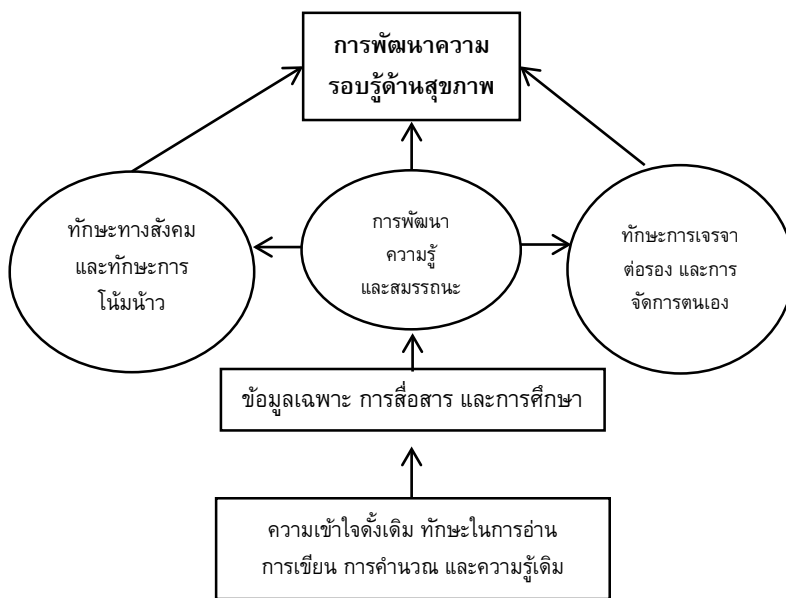 การพัฒนาความ
รอบรู้ด้านสุขภาพ
ทักษะทางสังคม
และทักษะการ
โน้มน้าว
การพัฒนา
ความรู้
และสมรรถนะ
ทักษะการเจรจา
ต่อรอง และการ
จัดการตนเอง
ข้อมูลเฉพาะ การสื่อสาร และการศึกษา
ความเข้าใจดั้งเดิม ทักษะในการอ่าน
การเขียน การคำนวณ และความรู้เดิม